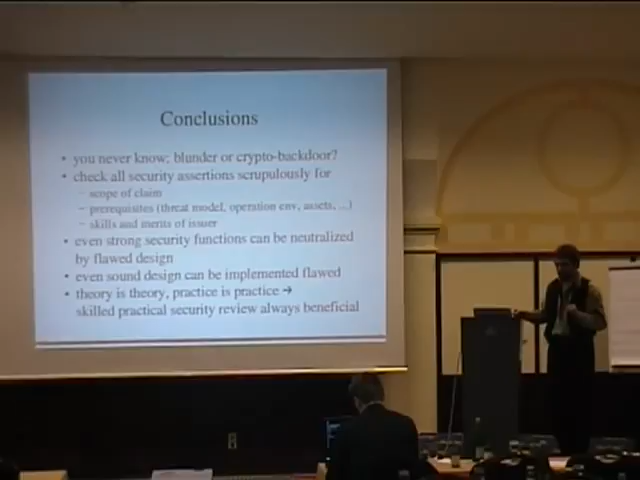 Conclusions
• you never know: blunder or crypto-backdoor?
• check all security assertions scrupulously for
– scope of claim
– prerequisites (threat model, operation env, assets, ...)
– skills and merits of issuer
• even strong security functions can be neutralized
by flawed design
• even sound design can be implemented flawed
• theory is theory, practice is practice →
skilled practical security review always beneficial